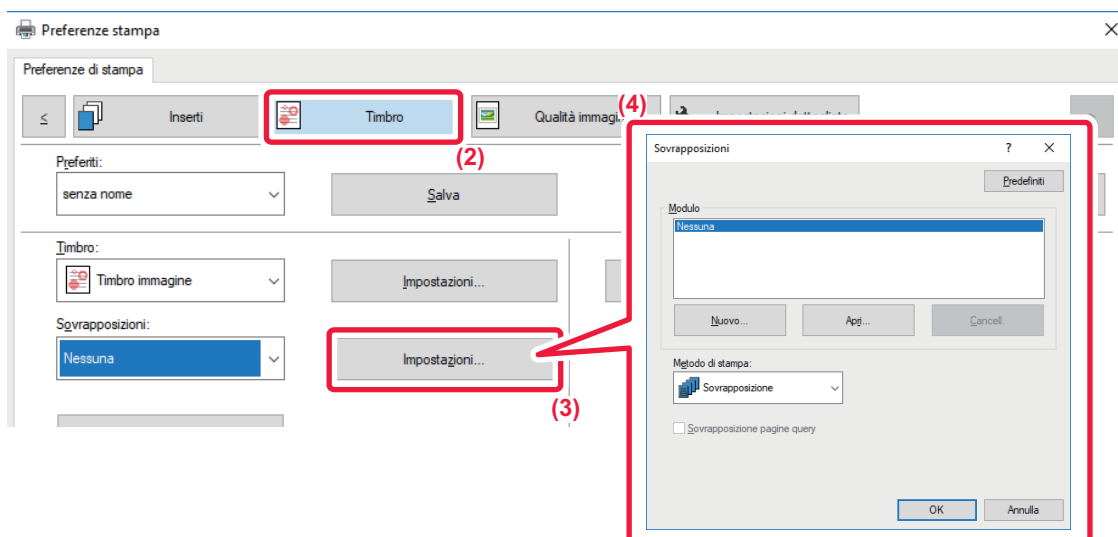 Preferenze stampa
Preferenze di stampa
<
Inserti
Timbro
Qualità immagi
(4)
(2)
Preferiti:
senza nome
Salva
Timbro:
Timbro immagine
Impostazioni...
Sovrapposizioni:
Nessuna
Impostazioni...
(3)
Sovrapposizioni
?
Predefiniti
Modulo
Nessuna
Nuovo...
Apri...
Cancell.
Metodo di stampa:
Sovrapposizione
Sovrapposizione pagine query
OK
Annulla